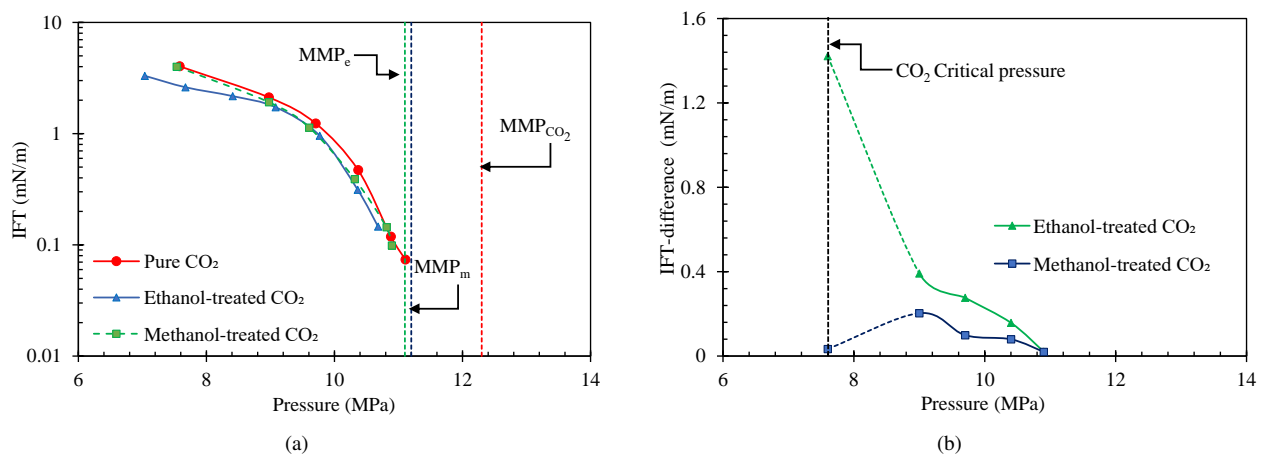 10
1
0.1
0.01
IFT (mN/m)
MMPₑ
MMP_CO₂
MMPₘ
Pure CO₂
Ethanol-treated CO₂
Methanol-treated CO₂
6 8 10 12 14
Pressure (MPa)
(a)
1.6
1.2
0.8
0.4
0
IFT-difference (mN/m)
CO₂ Critical pressure
Ethanol-treated CO₂
Methanol-treated CO₂
6 8 10 12 14
Pressure (MPa)
(b)